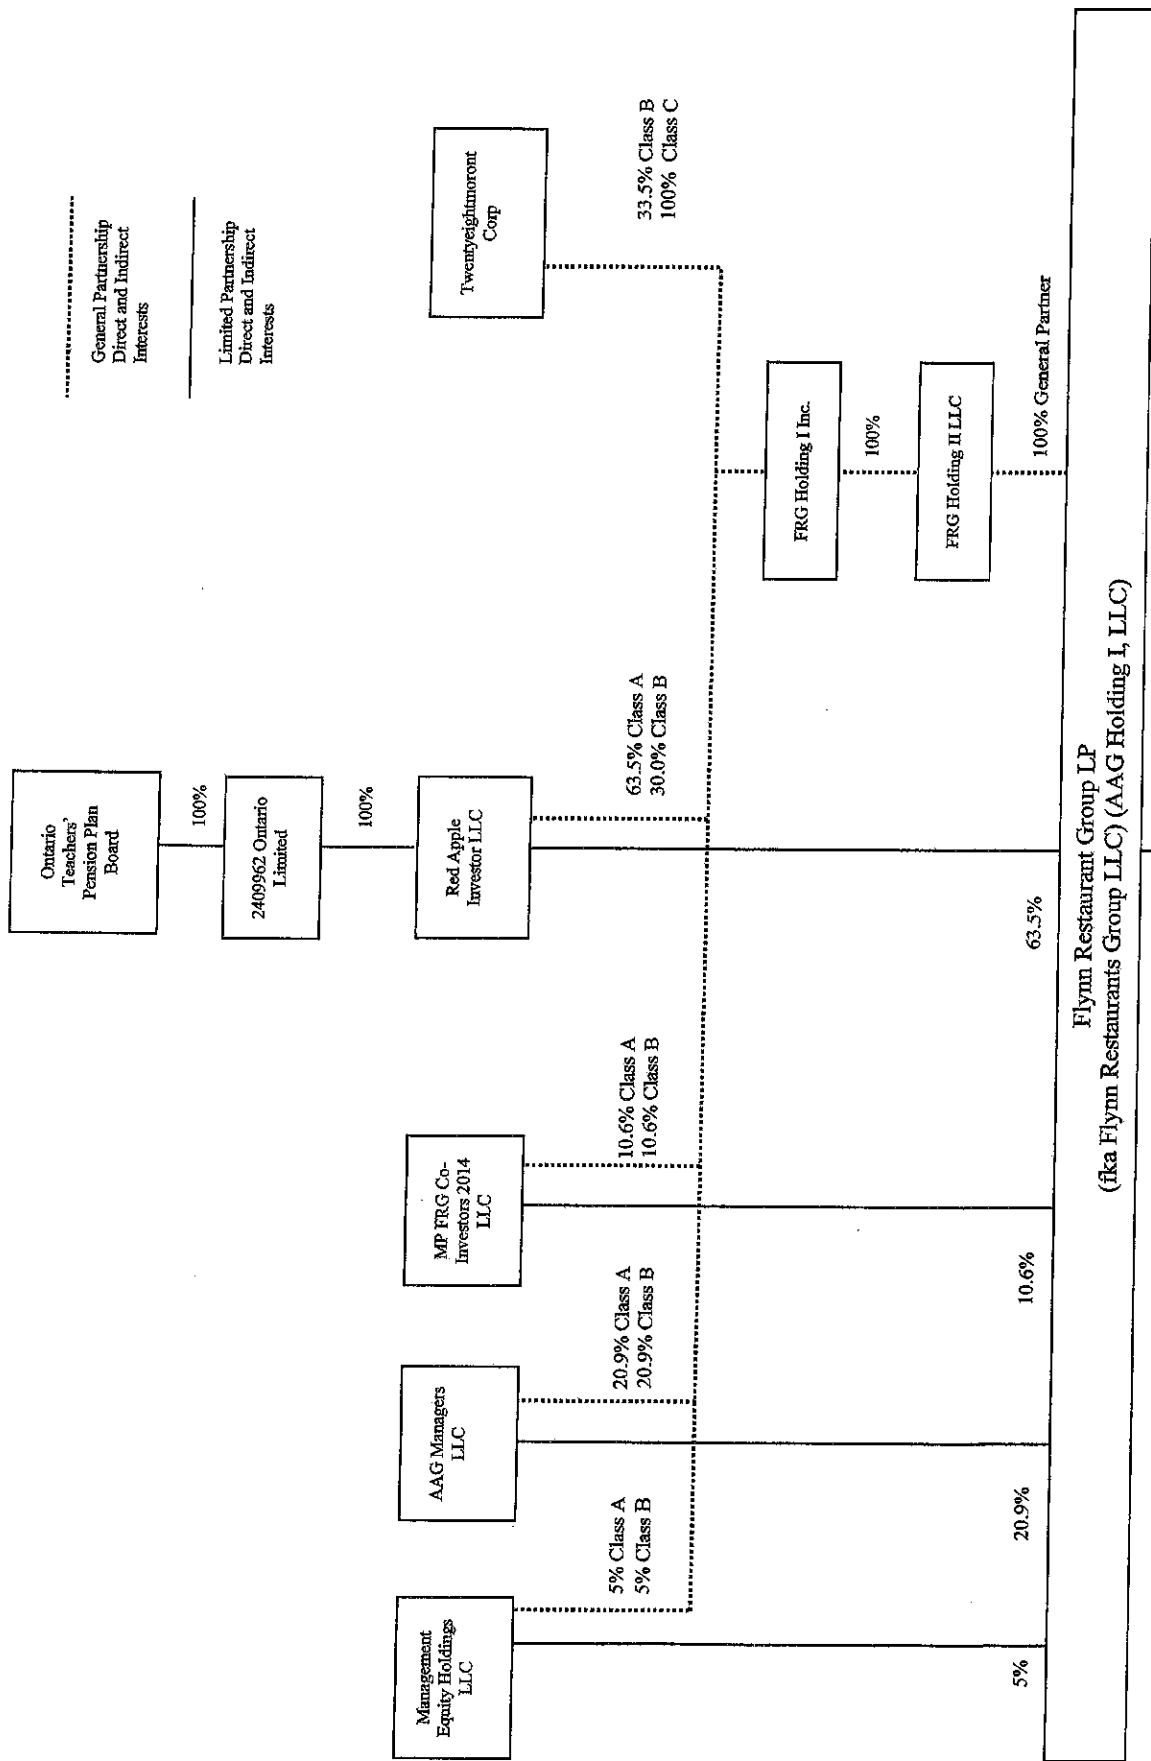 General Partnership
Direct and Indirect
Interests
Limited Partnership
Direct and Indirect
Interests
Ontario
Teachers'
Pension Plan
Board
100%
2409962 Ontario
Limited
100%
Management
Equity Holdings
LLC
AAG Managers
LLC
MP FRG Co-
Investors 2014
LLC
Red Apple
Investor LLC
Twentyeightmoront
Corp
5% Class A
5% Class B
20.9% Class A
20.9% Class B
10.6% Class A
10.6% Class B
63.5% Class A
30.0% Class B
33.5% Class B
100% Class C
FRG Holding I Inc.
100%
FRG Holding II LLC
100% General Partner
5%
20.9%
10.6%
63.5%
Flynn Restaurant Group LP
(fka Flynn Restaurants Group LLC) (AAG Holding I, LLC)